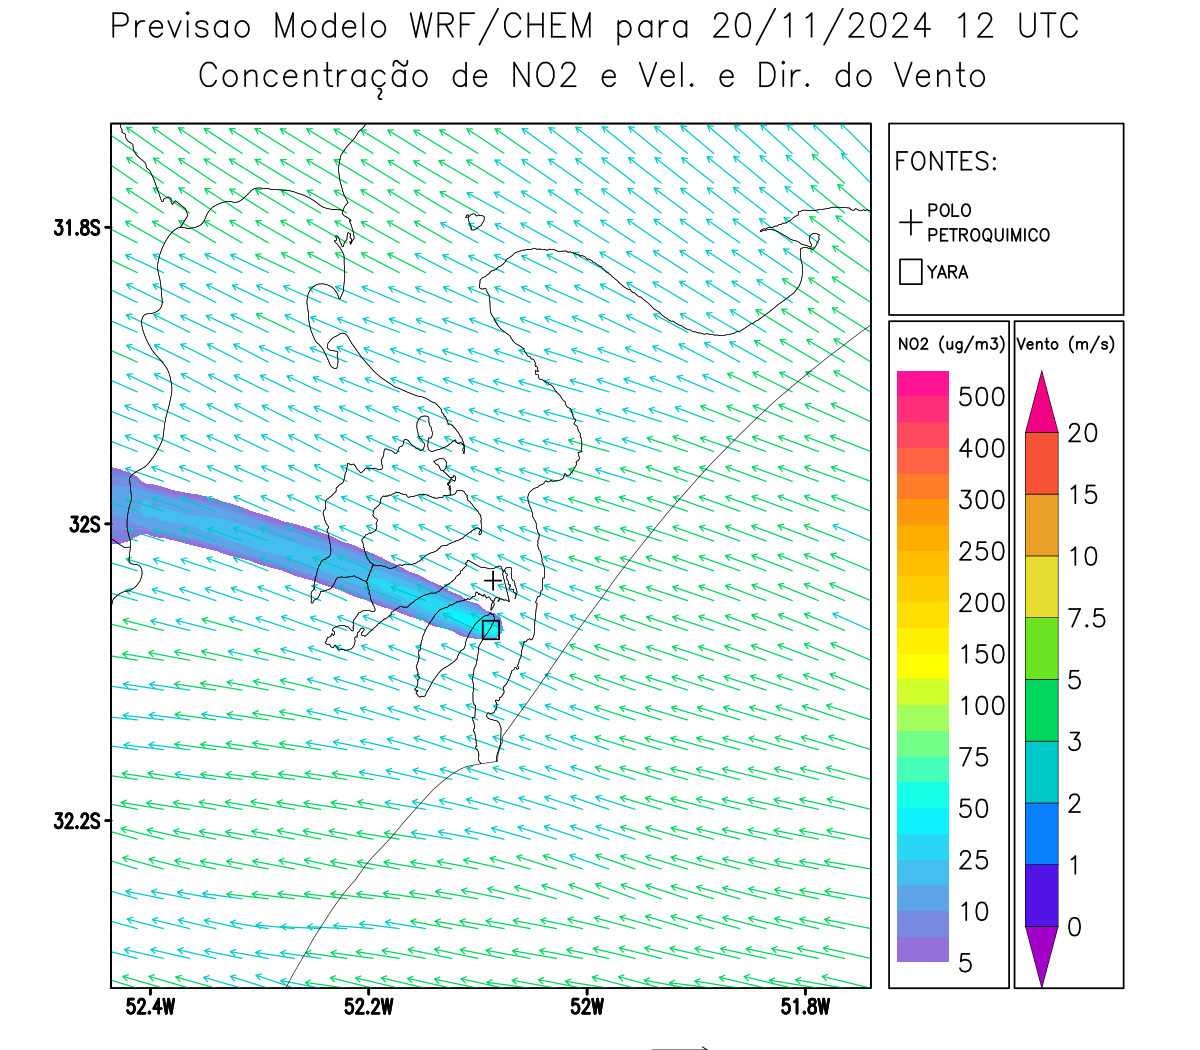 Previsao Modelo WRF/CHEM para 20/11/2024 12 UTC
Concentração de NO2 e Vel. e Dir. do Vento
FONTES:
POLO
PETROQUIMICO
YARA
31.8S
32S
32.2S
52.4W
52.2W
52W
51.8W
NO2 (ug/m3)
500
400
300
250
200
150
100
75
50
25
10
5
Vento (m/s)
20
15
10
7.5
5
3
2
1
0